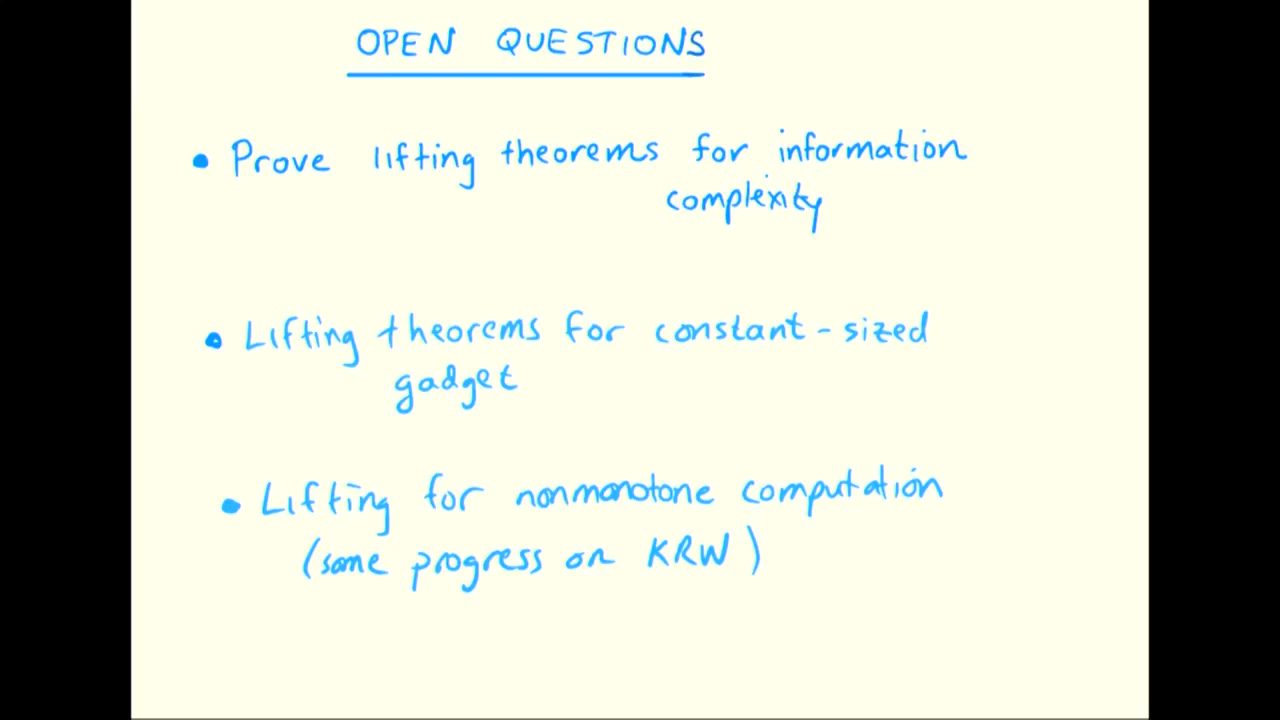 OPEN QUESTIONS
• Prove lifting theorems for information
complexity
• Lifting theorems for constant-sized
gadget
• Lifting for nonmonotone computation
(some progress on KRW)